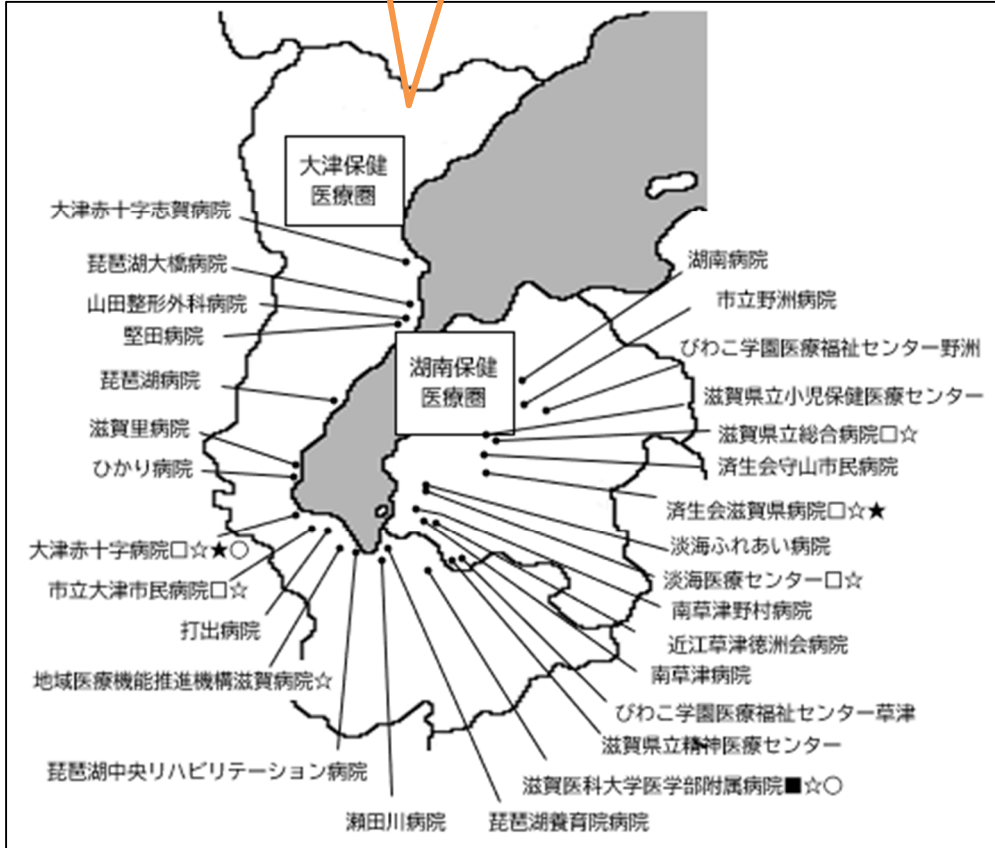 大津保健
医療圏
大津赤十字志賀病院
琵琶湖大橋病院
山田整形外科病院
堅田病院
琵琶湖病院
滋賀里病院
ひかり病院
大津赤十字病院□☆★○
市立大津市民病院□☆
打出病院
地域医療機能推進機構滋賀病院☆
琵琶湖中央リハビリテーション病院
瀬田川病院
琵琶湖養育院病院
湖南保健
医療圏
湖南病院
市立野洲病院
びわこ学園医療福祉センター野洲
滋賀県立小児保健医療センター
滋賀県立総合病院□☆
済生会守山市民病院
済生会滋賀県病院□☆★
淡海ふれあい病院
淡海医療センター□☆
南草津野村病院
近江草津徳洲会病院
南草津病院
びわこ学園医療福祉センター草津
滋賀県立精神医療センター
滋賀医科大学医学部附属病院■☆○